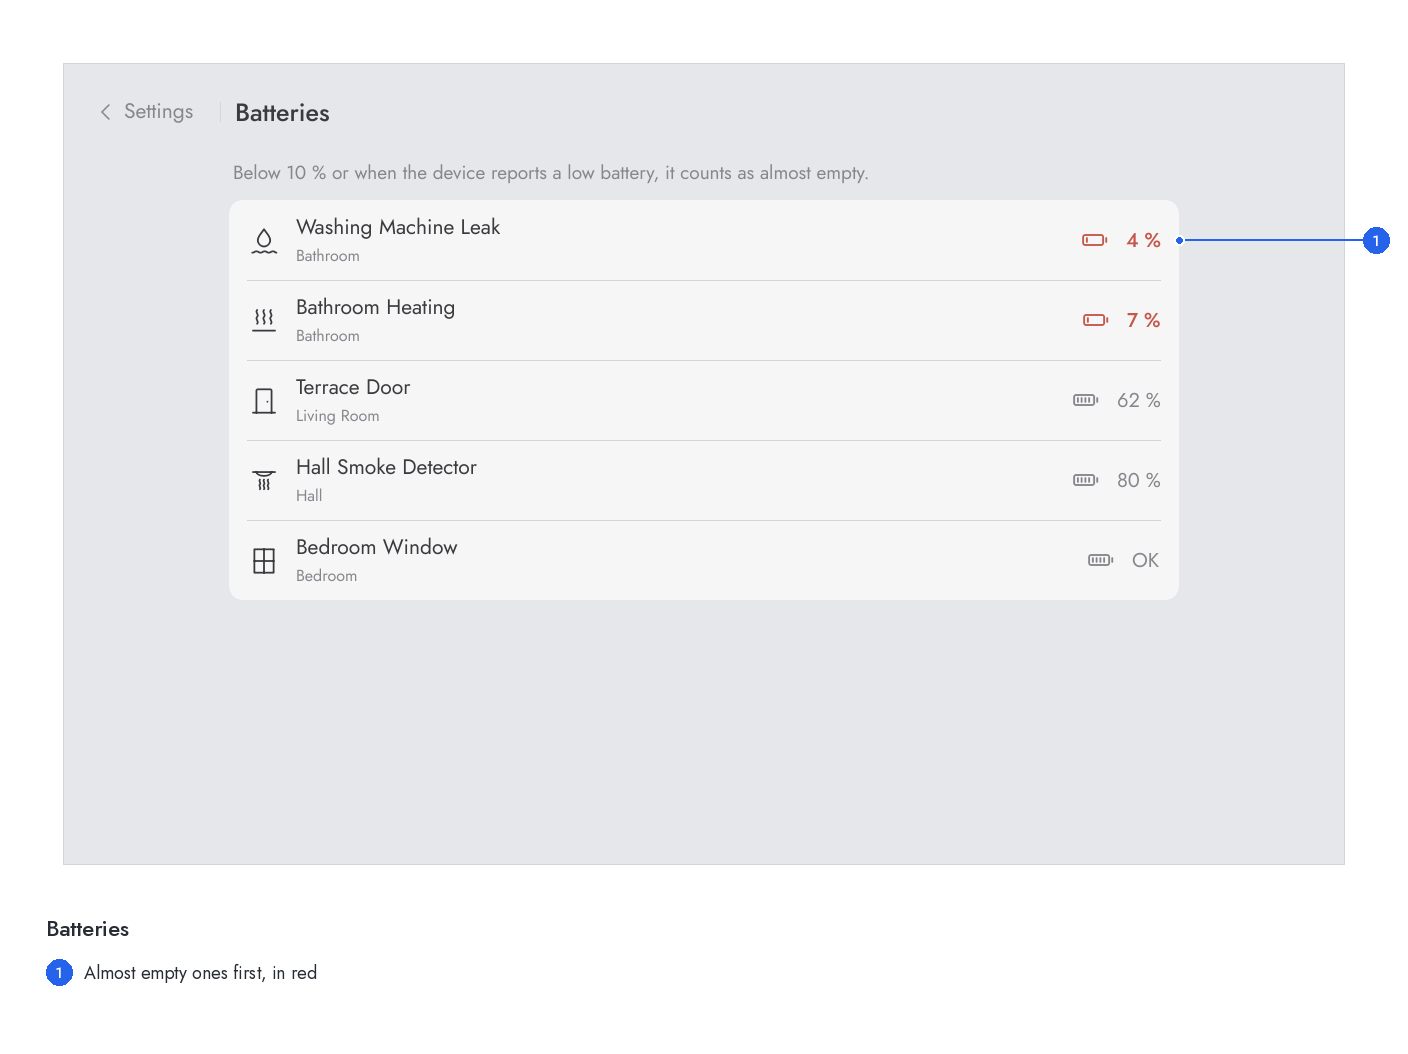 Settings
Batteries
Below 10 % or when the device reports a low battery, it counts as almost empty.
Washing Machine Leak
Bathroom
4 %
1
Bathroom Heating
Bathroom
7 %
Terrace Door
Living Room
62 %
Hall Smoke Detector
Hall
80 %
Bedroom Window
Bedroom
OK
Batteries
1 Almost empty ones first, in red